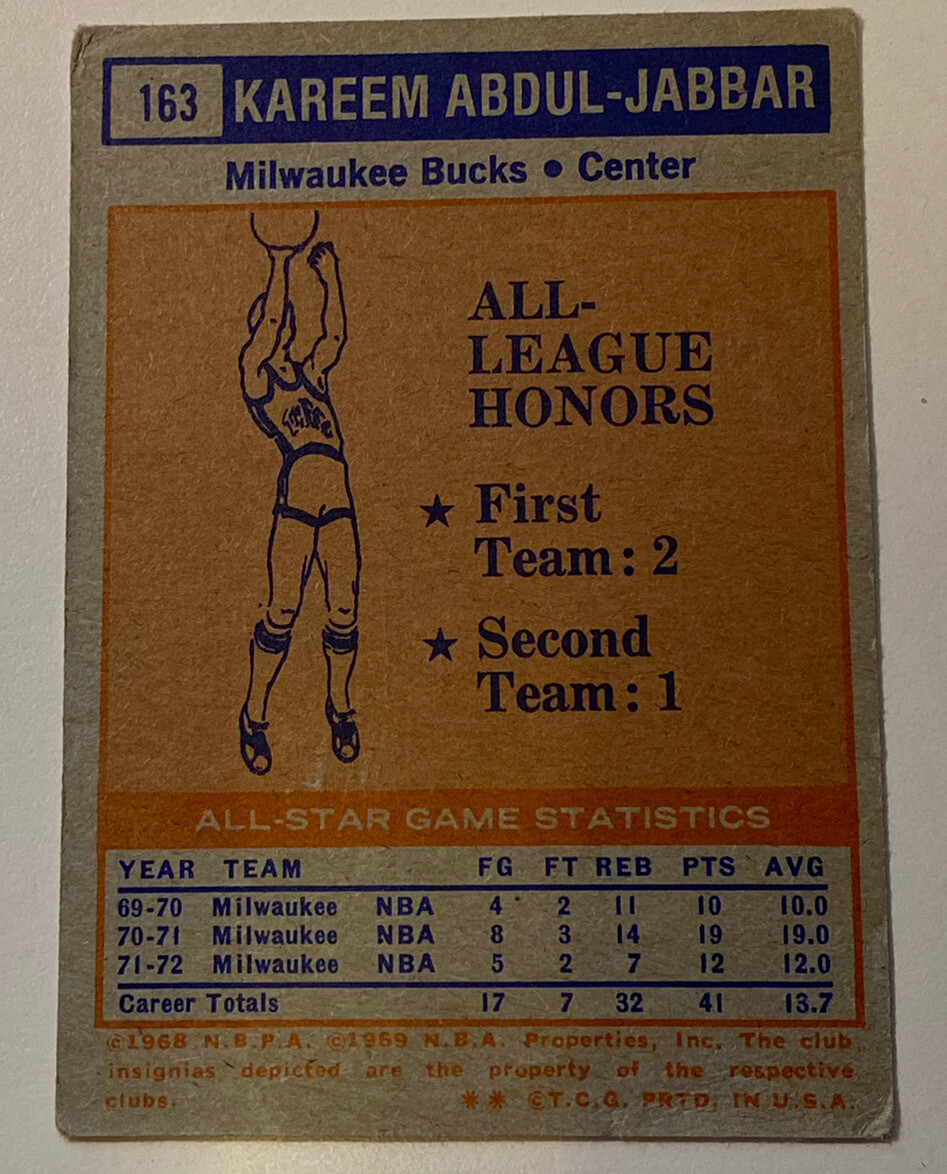 163 KAREEM ABDUL-JABBAR
Milwaukee Bucks • Center
ALL-
LEAGUE
HONORS
★ First
Team: 2
★ Second
Team: 1
ALL-STAR GAME STATISTICS
YEAR TEAM FG FT REB PTS AVG
69-70 Milwaukee NBA 4 2 11 10 10.0
70-71 Milwaukee NBA 8 3 14 19 19.0
71-72 Milwaukee NBA 5 2 7 12 12.0
Career Totals 17 7 32 41 13.7
©1968 N.B.P.A. ©1969 N.B.A. Properties, Inc. The club
insignias depicted are the property of the respective
clubs. ** ©T.C.G. PRTD. IN U.S.A.